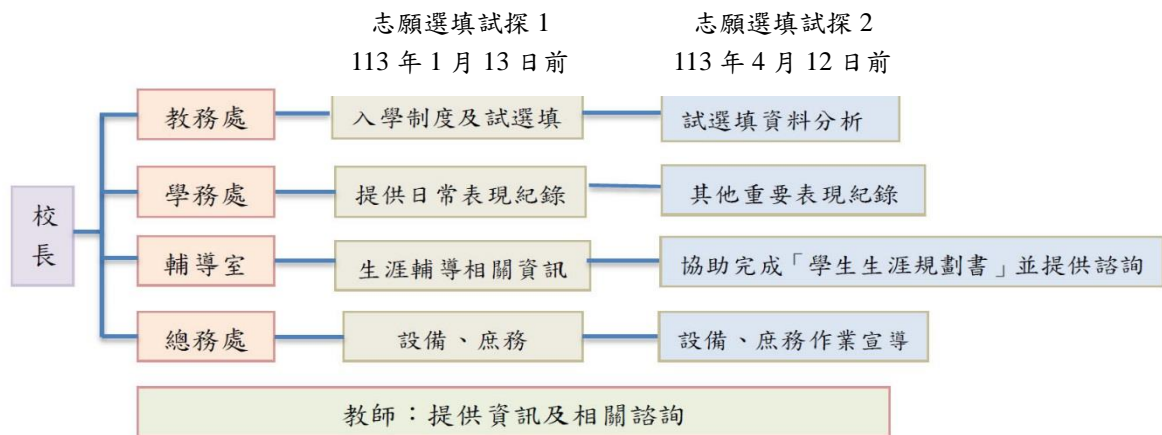 志願選填試探 1
113 年 1 月 13 日前
志願選填試探 2
113 年 4 月 12 日前
校長
教務處
入學制度及試選填
試選填資料分析
學務處
提供日常表現紀錄
其他重要表現紀錄
輔導室
生涯輔導相關資訊
協助完成「學生生涯規劃書」並提供諮詢
總務處
設備、庶務
設備、庶務作業宣導
教師：提供資訊及相關諮詢